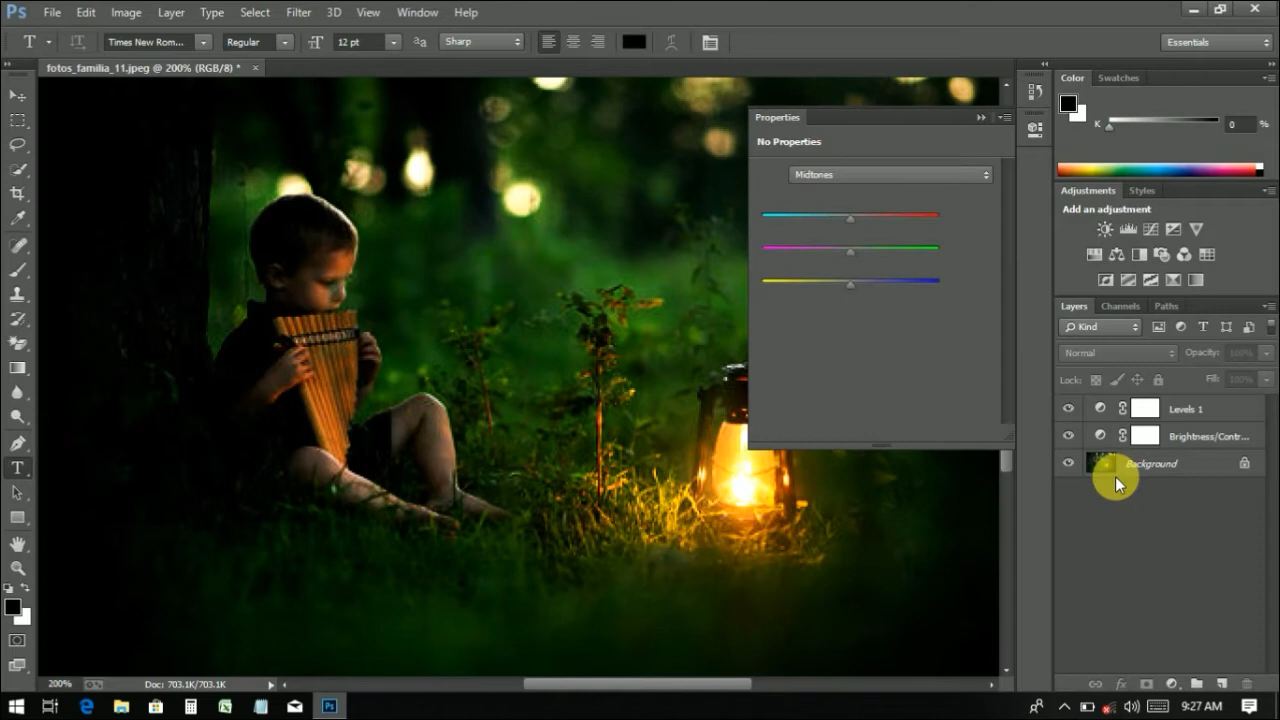 Ps File Edit Image Layer Type Select Filter 3D View Window Help
T Times New Rom... Regular 12 pt aa Sharp Essentials
fotos_familia_11.jpeg @ 200% (RGB/8) *
Color Swatches
K 0 %
Properties
No Properties
Midtones
Adjustments Styles
Add an adjustment
Layers Channels Paths
Kind
Normal Opacity: 100%
Lock: Fill: 100%
Levels 1
Brightness/Contr...
Background
200% Doc: 703.1K/703.1K
9:27 AM